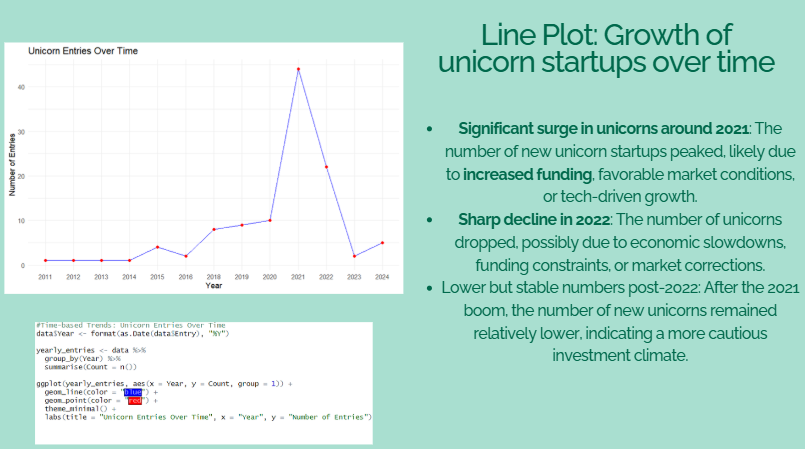 Line Plot: Growth of
unicorn startups over time
Unicorn Entries Over Time
Number of Entries
40
30
20
10
0
2011 2012 2013 2014 2015 2016 2017 2018 2019 2020 2021 2022 2023 2024
Year
• Significant surge in unicorns around 2021: The
number of new unicorn startups peaked, likely due
to increased funding, favorable market conditions,
or tech-driven growth.
• Sharp decline in 2022: The number of unicorns
dropped, possibly due to economic slowdowns,
funding constraints, or market corrections.
• Lower but stable numbers post-2022: After the 2021
boom, the number of new unicorns remained
relatively lower, indicating a more cautious
investment climate.
#Time-based Trends: Unicorn Entries Over Time
data$Year <- format(as.Date(data$Entry), "%Y")
yearly_entries <- data %>%
group_by(Year) %>%
summarise(Count = n())
ggplot(yearly_entries, aes(x = Year, y = Count, group = 1)) +
geom_line(color = "blue") +
geom_point(color = "red") +
theme_minimal() +
labs(title = "Unicorn Entries Over Time", x = "Year", y = "Number of Entries")